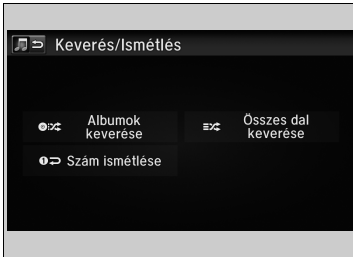 Keverés/Ismétlés
Albumok
keverése
Összes dal
keverése
Szám ismétlése